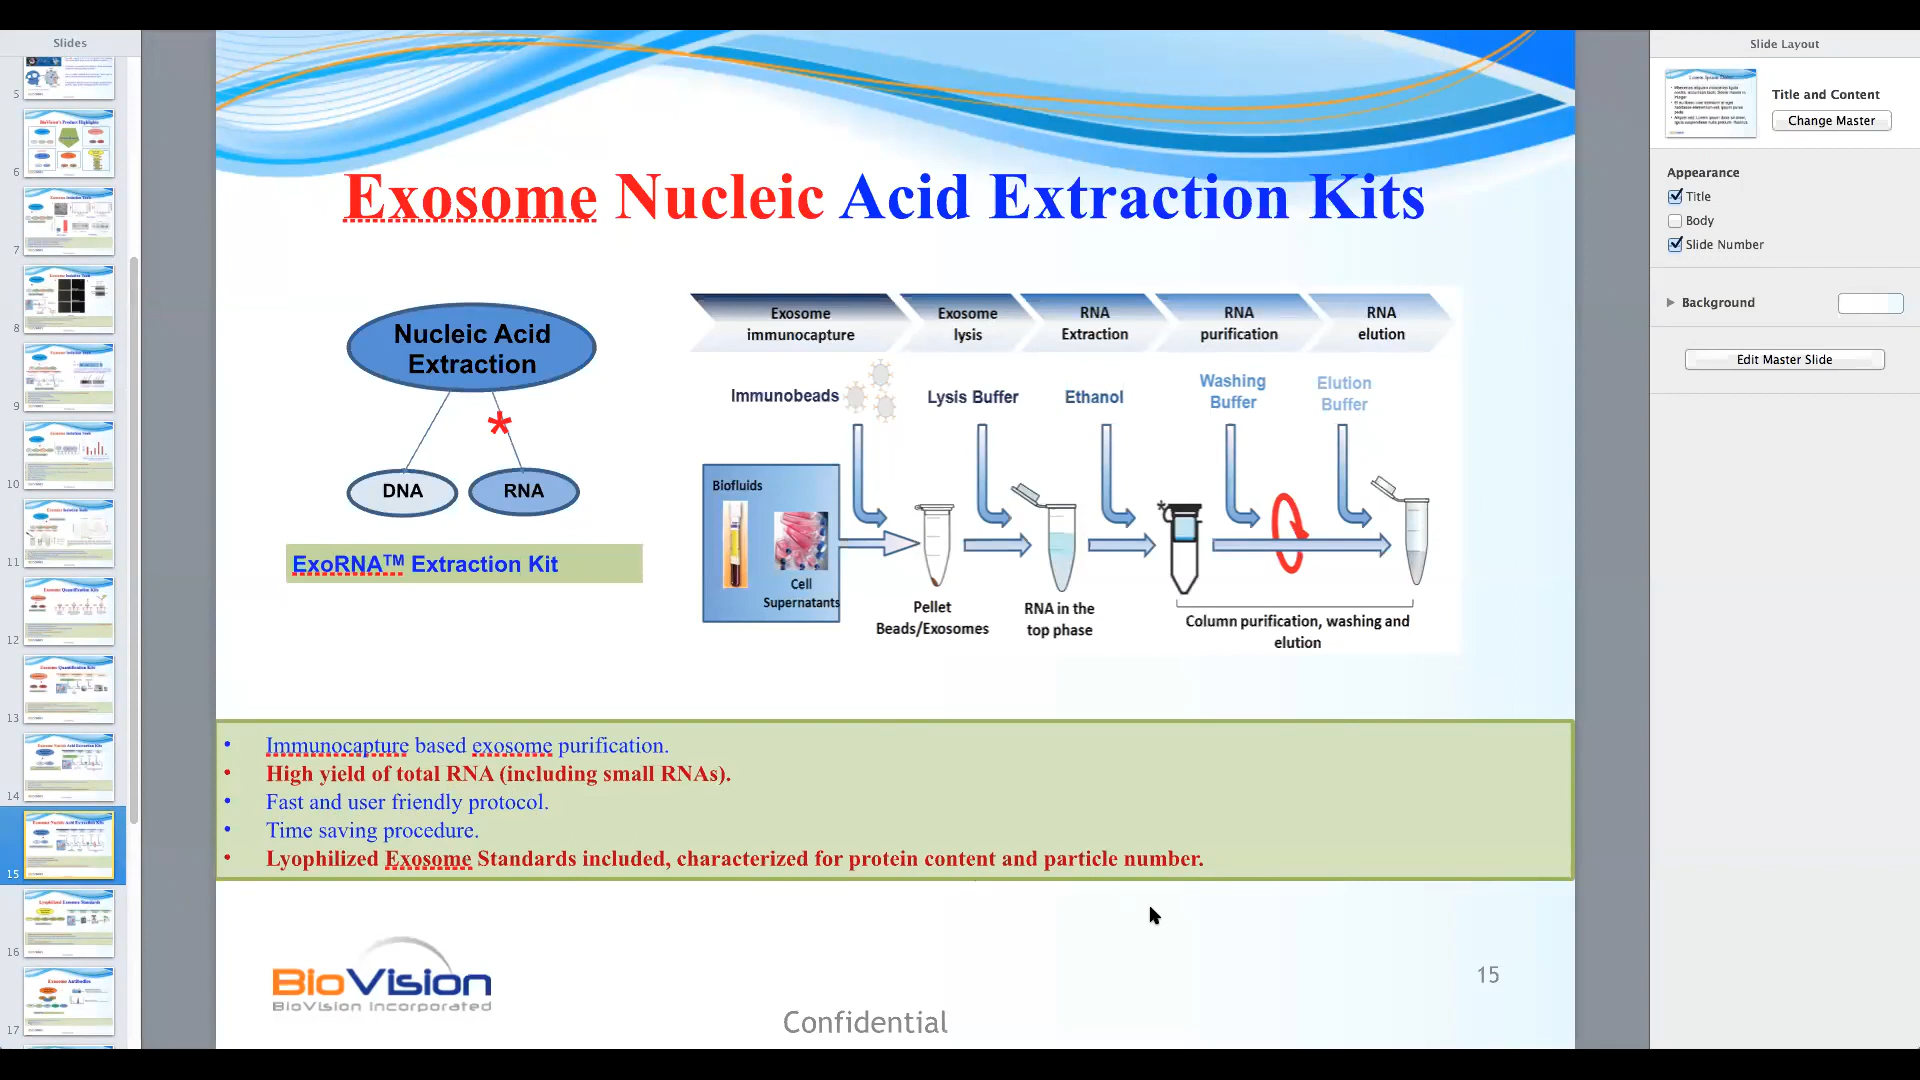 Slides
Slide Layout
5
6
7
8
9
10
11
12
13
14
15
16
17
Exosome Nucleic Acid Extraction Kits
Nucleic Acid
Extraction
*
DNA
RNA
ExoRNA™ Extraction Kit
Exosome
immunocapture
Exosome
lysis
RNA
Extraction
RNA
purification
RNA
elution
Immunobeads
Lysis Buffer
Ethanol
Washing
Buffer
Elution
Buffer
Biofluids
Cell
Supernatants
*
Pellet
Beads/Exosomes
RNA in the
top phase
Column purification, washing and
elution
• Immunocapture based exosome purification.
• High yield of total RNA (including small RNAs).
• Fast and user friendly protocol.
• Time saving procedure.
• Lyophilized Exosome Standards included, characterized for protein content and particle number.
BioVision
BioVision Incorporated
15
Confidential
Title and Content
Change Master
Appearance
Title
Body
Slide Number
Background
Edit Master Slide